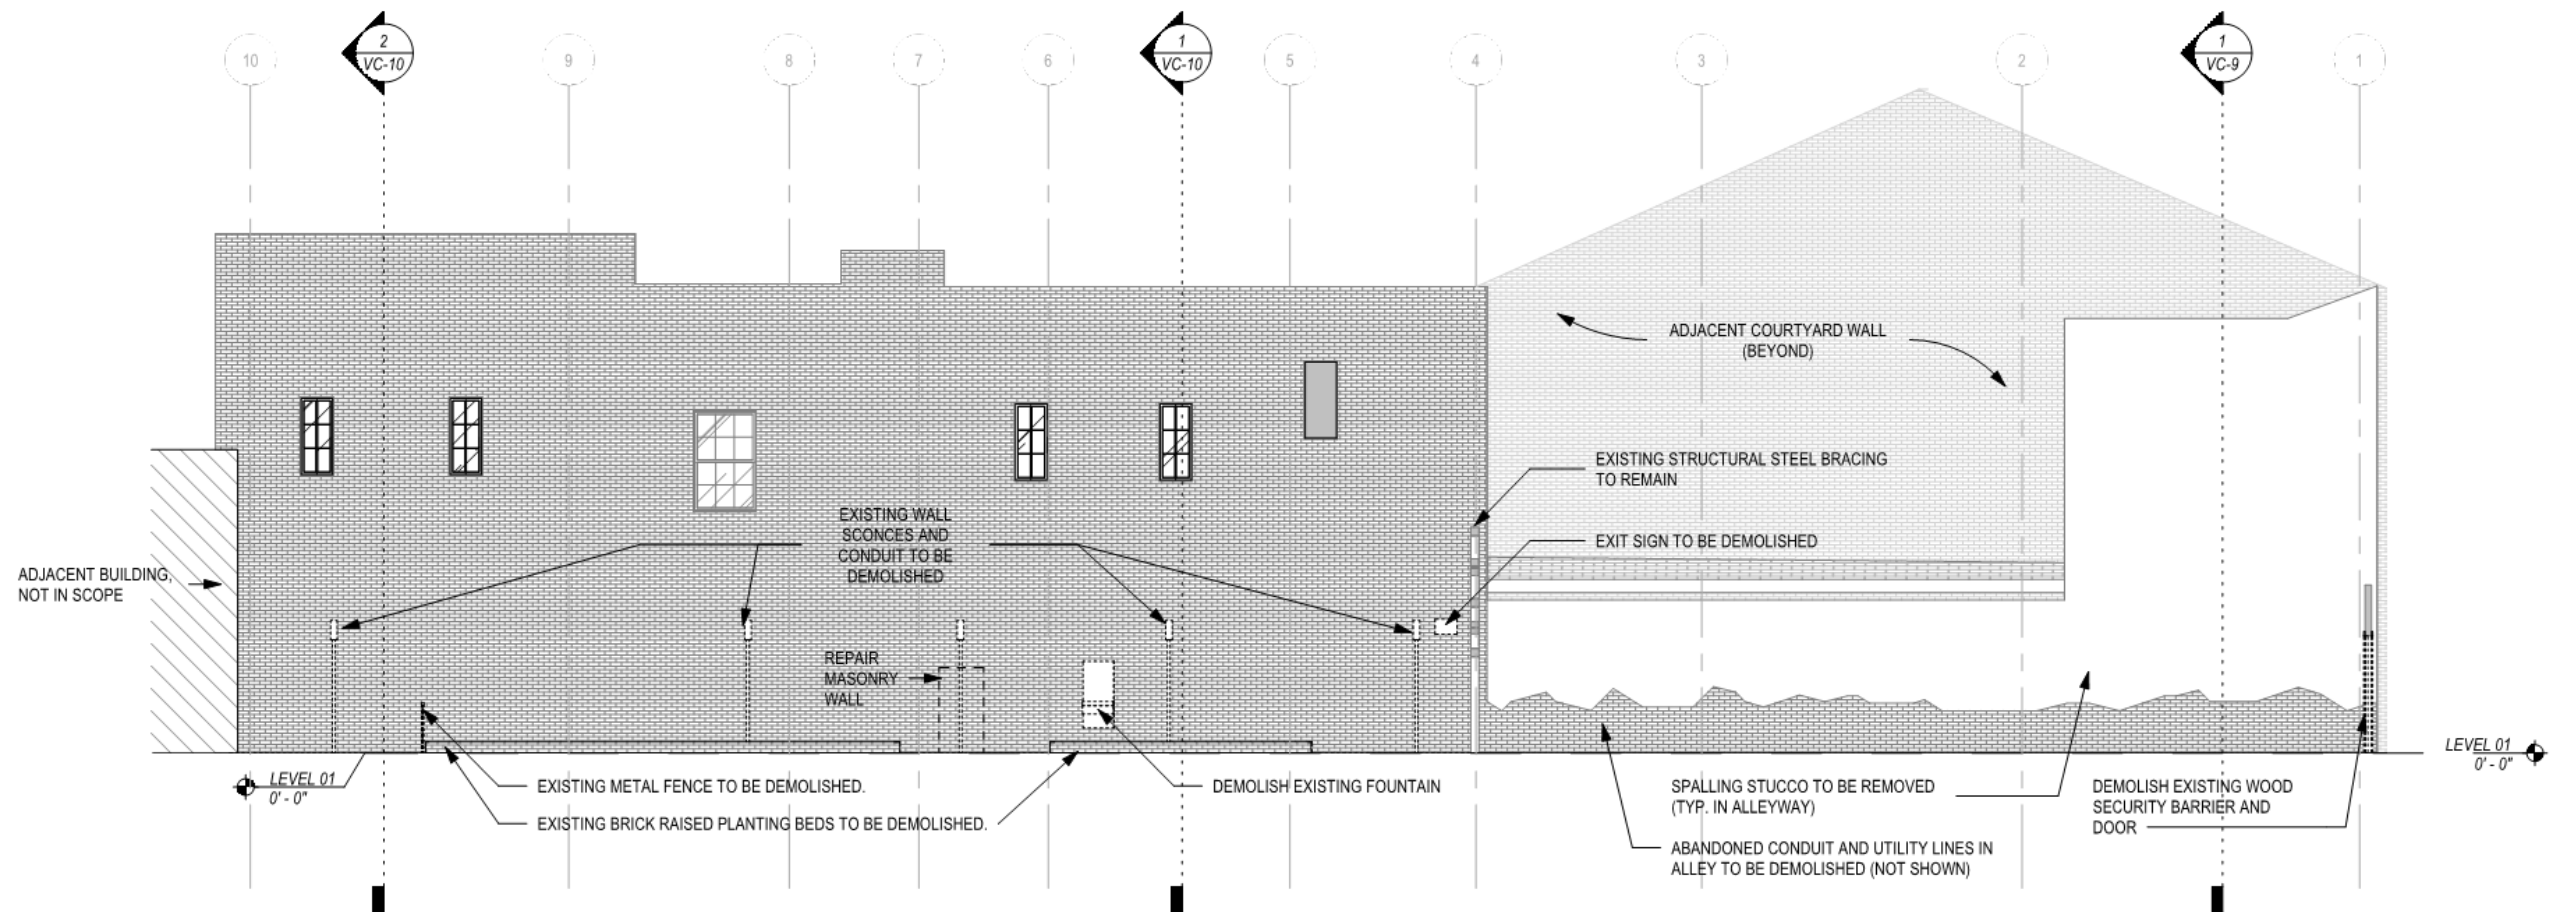 10
2
VC-10
9
8
7
6
1
VC-10
5
4
3
2
1
VC-9
1
ADJACENT COURTYARD WALL
(BEYOND)
EXISTING STRUCTURAL STEEL BRACING
TO REMAIN
EXISTING WALL
SCONCES AND
CONDUIT TO BE
DEMOLISHED
EXIT SIGN TO BE DEMOLISHED
ADJACENT BUILDING,
NOT IN SCOPE
REPAIR
MASONRY
WALL
LEVEL 01
0' - 0"
LEVEL 01
0' - 0"
EXISTING METAL FENCE TO BE DEMOLISHED.
EXISTING BRICK RAISED PLANTING BEDS TO BE DEMOLISHED.
DEMOLISH EXISTING FOUNTAIN
SPALLING STUCCO TO BE REMOVED
(TYP. IN ALLEYWAY)
ABANDONED CONDUIT AND UTILITY LINES IN
ALLEY TO BE DEMOLISHED (NOT SHOWN)
DEMOLISH EXISTING WOOD
SECURITY BARRIER AND
DOOR